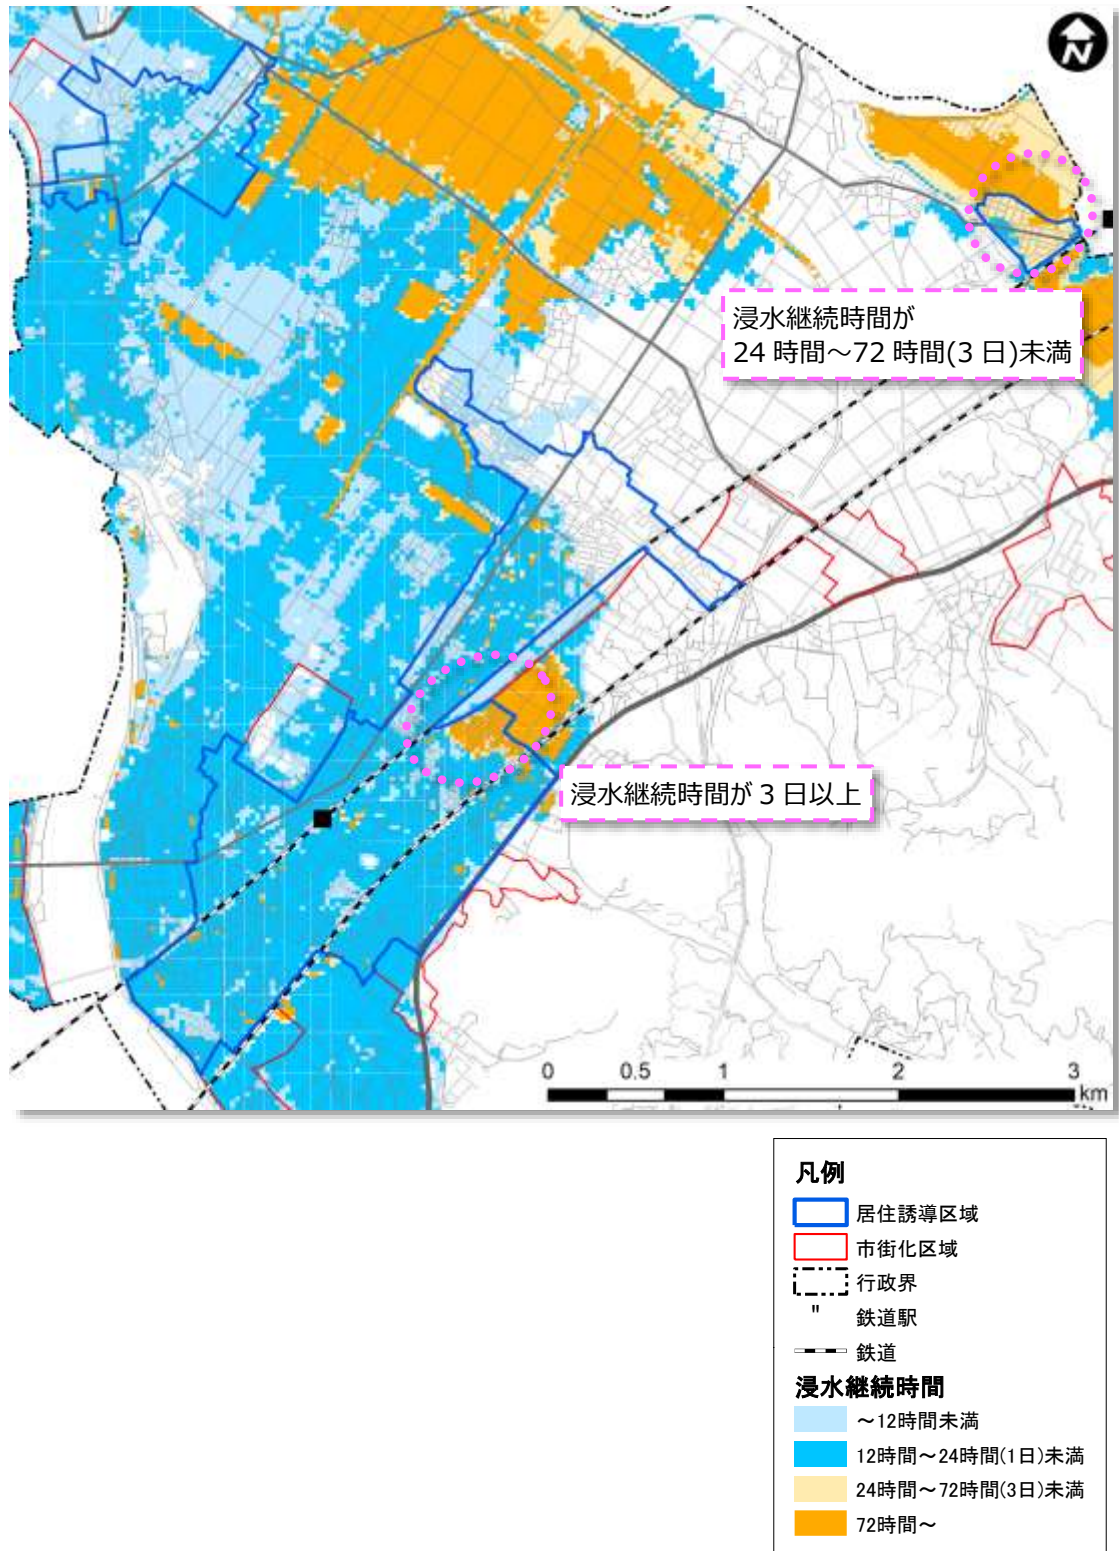 N
浸水継続時間が
24時間～72時間(3日)未満
浸水継続時間が3日以上
0 0.5 1 2 3
km
凡例
居住誘導区域
市街化区域
行政界
" 鉄道駅
鉄道
浸水継続時間
～12時間未満
12時間～24時間(1日)未満
24時間～72時間(3日)未満
72時間～